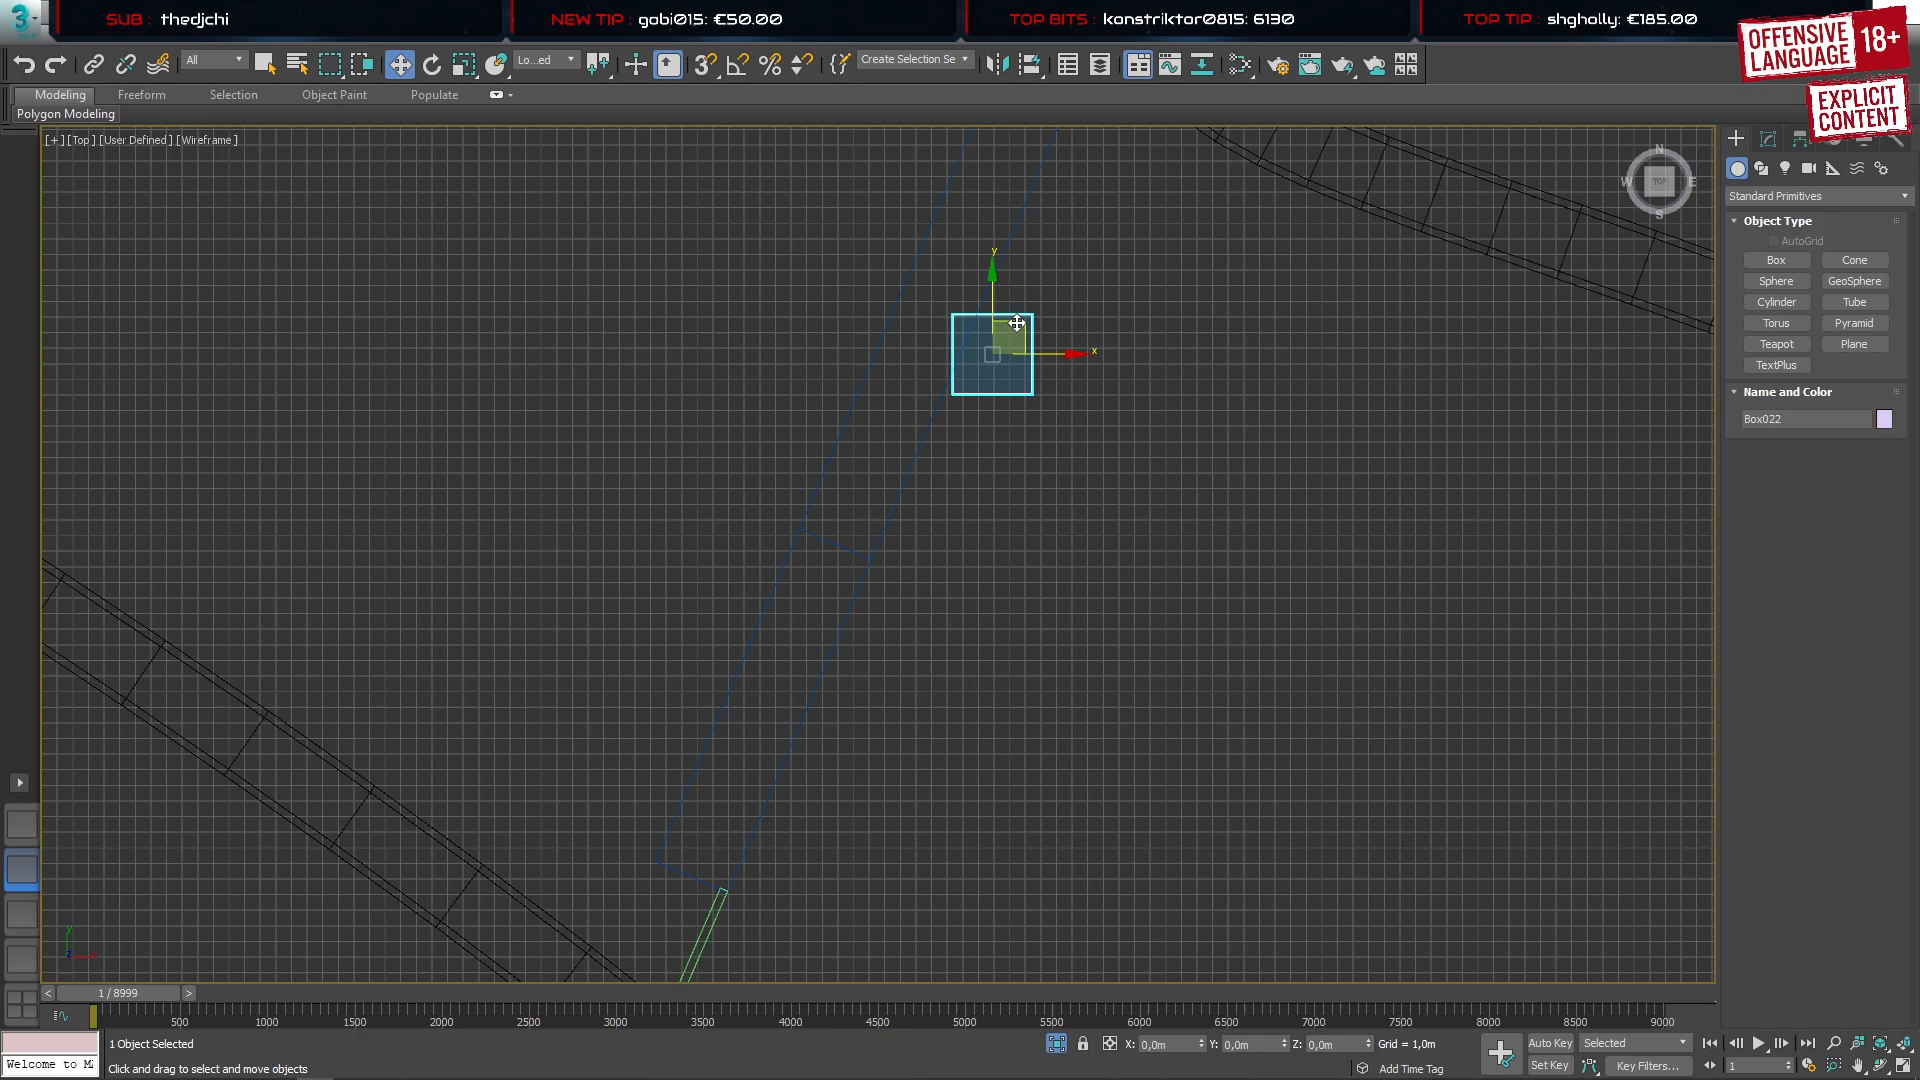 SUB : thedjchi
NEW TIP : gobi015: €50.00
TOP BITS : konstriktor0815: 6130
TOP TIP : shgholly: €185.00
OFFENSIVE LANGUAGE 18+
EXPLICIT CONTENT
All
Lo...ed
Create Selection Se
Modeling
Freeform
Selection
Object Paint
Populate
Polygon Modeling
[+] [Top] [User Defined] [Wireframe]
N
W
TOP
E
S
y
x
Standard Primitives
Object Type
AutoGrid
Box
Cone
Sphere
GeoSphere
Cylinder
Tube
Torus
Pyramid
Teapot
Plane
TextPlus
Name and Color
Box022
y
z
< 1 / 8999 >
500 1000 1500 2000 2500 3000 3500 4000 4500 5000 5500 6000 6500 7000 7500 8000 8500 9000
1 Object Selected
X: 0,0m Y: 0,0m Z: 0,0m Grid = 1,0m
Auto Key
Selected
Welcome to M
Click and drag to select and move objects
Add Time Tag
Set Key
Key Filters...
1